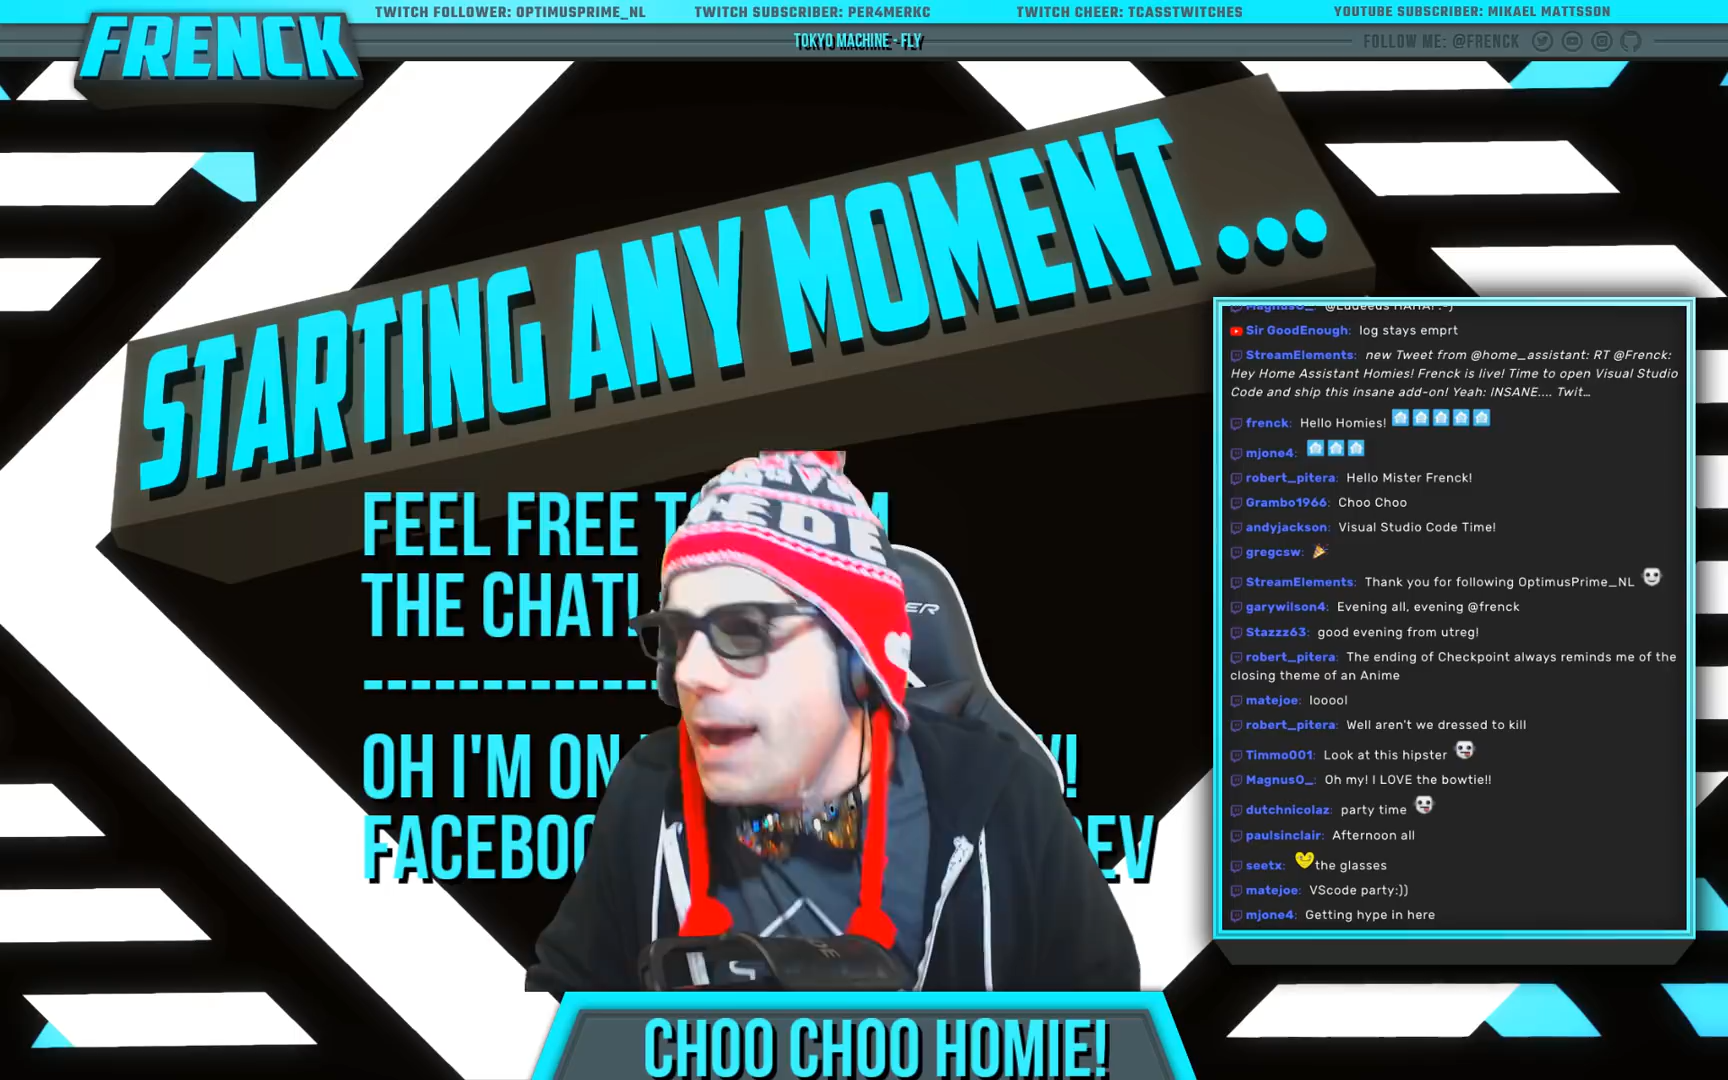 TWITCH FOLLOWER: OPTIMUSPRIME_NL
TWITCH SUBSCRIBER: PER4MERKC
TWITCH CHEER: TCASSTWITCHES
YOUTUBE SUBSCRIBER: MIKAEL MATTSSON
FRENCK
TOKYO MACHINE - FLY
FOLLOW ME: @FRENCK
STARTING ANY MOMENT...
FEEL FREE
THE CHAT!
---------------
OH I'M ON
CHOO CHOO HOMIE!
Sir GoodEnough: log stays emprt
StreamElements: new Tweet from @home_assistant: RT @Frenck:
Hey Home Assistant Homies! Frenck is live! Time to open Visual Studio
Code and ship this insane add-on! Yeah: INSANE.... Twit...
frenck: Hello Homies!
mjone4:
robert_pitera: Hello Mister Frenck!
Grambo1966: Choo Choo
andyjackson: Visual Studio Code Time!
gregcsw:
StreamElements: Thank you for following OptimusPrime_NL
garywilson4: Evening all, evening @frenck
Stazzz63: good evening from utreg!
robert_pitera: The ending of Checkpoint always reminds me of the
closing theme of an Anime
matejoe: looool
robert_pitera: Well aren't we dressed to kill
Timmo001: Look at this hipster
MagnusO_: Oh my! I LOVE the bowtie!!
dutchnicolaz: party time
paulsinclair: Afternoon all
seetx: the glasses
matejoe: VScode party:))
mjone4: Getting hype in here